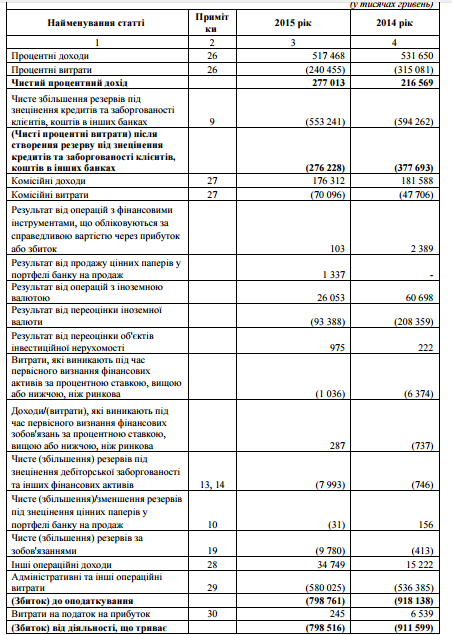 (у тисячах гривень)
Найменування статті Приміт 2015 рік 2014 рік
ки
1 2 3 4
Процентні доходи 26 517 468 531 650
Процентні витрати 26 (240 455) (315 081)
Чистий процентний дохід 277 013 216 569
Чисте збільшення резервів під
знецінення кредитів та заборгованості
клієнтів, коштів в інших банках 9 (553 241) (594 262)
(Чисті процентні витрати) після
створення резерву під знецінення
кредитів та заборгованості клієнтів,
коштів в інших банках (276 228) (377 693)
Комісійні доходи 27 176 312 181 588
Комісійні витрати 27 (70 096) (47 706)
Результат від операцій з фінансовими
інструментами, що обліковуються за
справедливою вартістю через прибуток
або збиток 103 2 389
Результат від продажу цінних паперів у
портфелі банку на продаж 1 337 -
Результат від операцій з іноземною
валютою 26 053 60 698
Результат від переоцінки іноземної
валюти (93 388) (208 359)
Результат від переоцінки об'єктів
інвестиційної нерухомості 975 222
Витрати, які виникають під час
первісного визнання фінансових
активів за процентною ставкою, вищою
або нижчою, ніж ринкова (1 036) (6 374)
Доходи/(витрати), які виникають під
час первісного визнання фінансових
зобов'язань за процентною ставкою,
вищою або нижчою, ніж ринкова 287 (737)
Чисте (збільшення) резервів під
знецінення дебіторської заборгованості
та інших фінансових активів 13, 14 (7 993) (746)
Чисте (збільшення)/зменшення резервів
під знецінення цінних паперів у
портфелі банку на продаж 10 (31) 156
Чисте (збільшення) резервів за
зобов'язаннями 19 (9 780) (413)
Інші операційні доходи 28 34 749 15 222
Адміністративні та інші операційні
витрати 29 (580 025) (536 385)
(Збиток) до оподаткування (798 761) (918 138)
Витрати на податок на прибуток 30 245 6 539
(Збиток) від діяльності, що триває (798 516) (911 599)